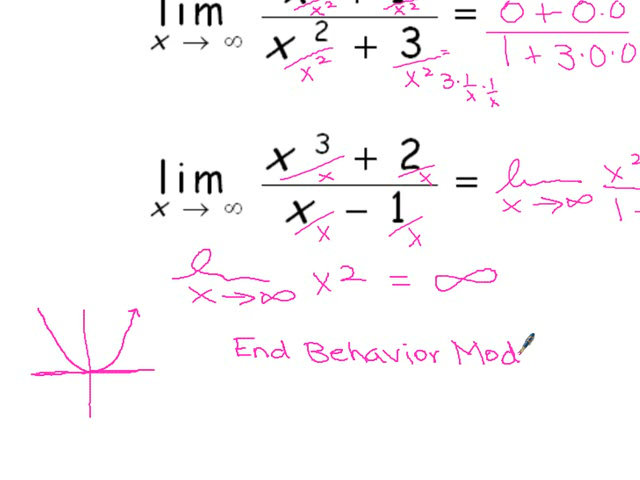 lim x → ∞ x²/x² + 3/x² = 3·1/x·1/x = 0 + 0·0 / 1 + 3·0·0
lim x → ∞ x³/x + 2/x / x/x − 1/x = lim x → ∞ x² / 1 -
lim x → ∞ x² = ∞
End Behavior Mod